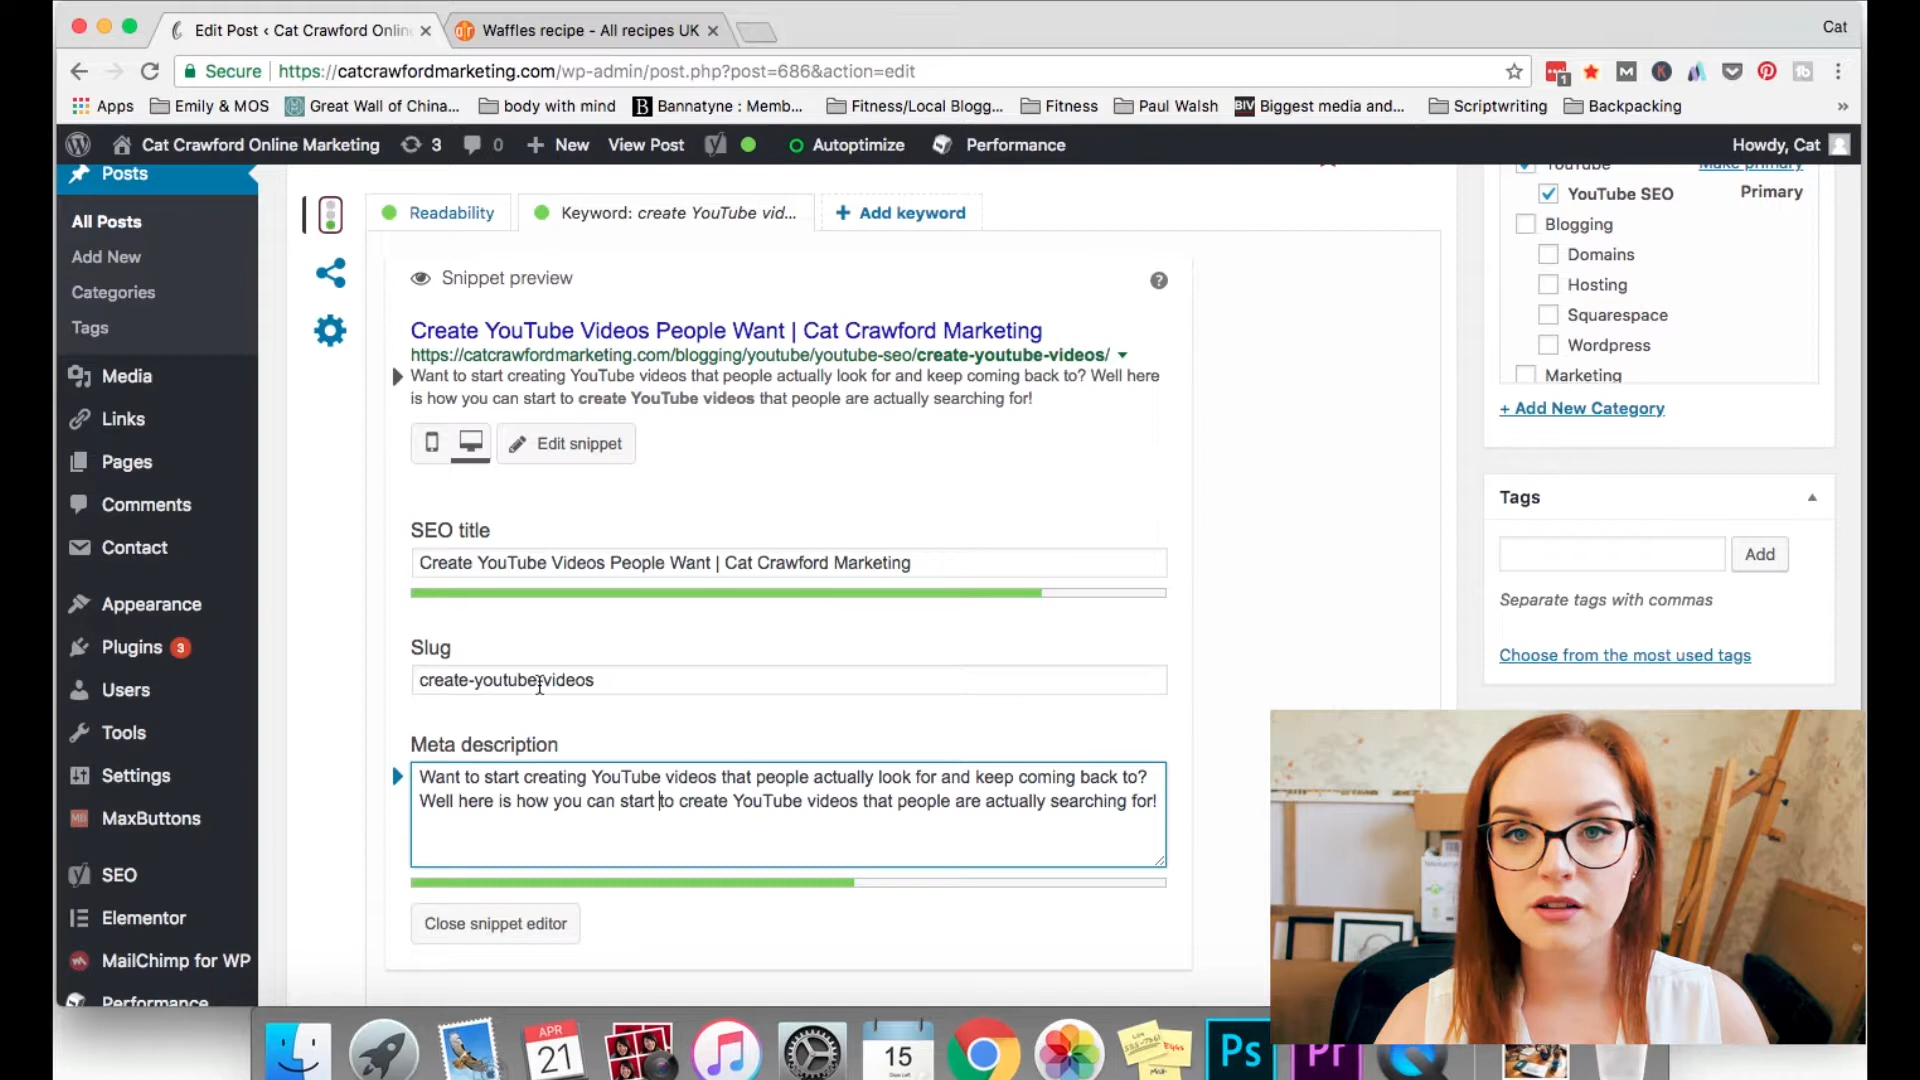 Edit Post ‹ Cat Crawford Onlin
Waffles recipe - All recipes UK
Cat
Secure
https://catcrawfordmarketing.com/wp-admin/post.php?post=686&action=edit
1
Apps
Emily & MOS
Great Wall of China...
body with mind
Bannatyne : Memb...
Fitness/Local Blogg...
Fitness
Paul Walsh
BIV
Biggest media and...
Scriptwriting
Backpacking
»
Cat Crawford Online Marketing
3
0
New
View Post
Autoptimize
Performance
Howdy, Cat
Posts
All Posts
Add New
Categories
Tags
Media
Links
Pages
Comments
Contact
Appearance
Plugins 3
Users
Tools
Settings
MaxButtons
SEO
Elementor
MailChimp for WP
Performance
Readability
Keyword: create YouTube vid...
+ Add keyword
Snippet preview
Create YouTube Videos People Want | Cat Crawford Marketing
https://catcrawfordmarketing.com/blogging/youtube/youtube-seo/create-youtube-videos/
Want to start creating YouTube videos that people actually look for and keep coming back to? Well here
is how you can start to create YouTube videos that people are actually searching for!
Edit snippet
SEO title
Create YouTube Videos People Want | Cat Crawford Marketing
Slug
create-youtube-videos
Meta description
Want to start creating YouTube videos that people actually look for and keep coming back to?
Well here is how you can start to create YouTube videos that people are actually searching for!
Close snippet editor
YouTube
Make primary
YouTube SEO
Primary
Blogging
Domains
Hosting
Squarespace
Wordpress
Marketing
+ Add New Category
Tags
Add
Separate tags with commas
Choose from the most used tags
APR
21
15
Ps
Pr